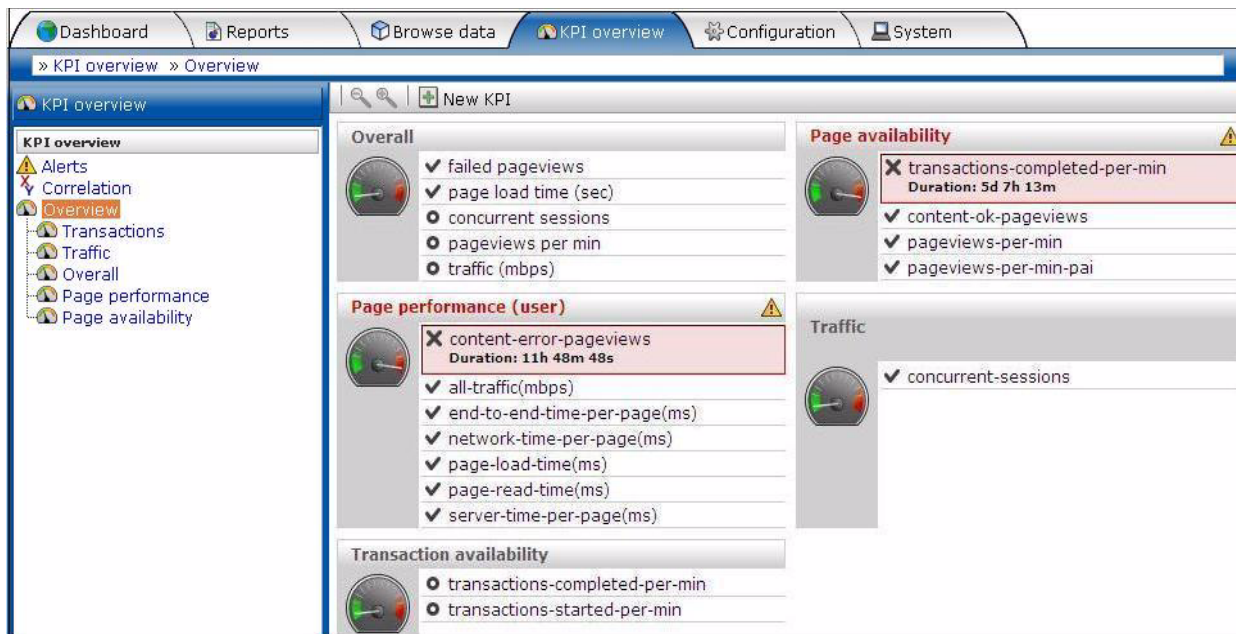 Dashboard
Reports
Browse data
KPI overview
Configuration
System
» KPI overview » Overview
KPI overview
KPI overview
Alerts
Correlation
Overview
Transactions
Traffic
Overall
Page performance
Page availability
New KPI
Overall
failed pageviews
page load time (sec)
concurrent sessions
pageviews per min
traffic (mbps)
Page availability
transactions-completed-per-min
Duration: 5d 7h 13m
content-ok-pageviews
pageviews-per-min
pageviews-per-min-pai
Page performance (user)
content-error-pageviews
Duration: 11h 48m 48s
all-traffic(mbps)
end-to-end-time-per-page(ms)
network-time-per-page(ms)
page-load-time(ms)
page-read-time(ms)
server-time-per-page(ms)
Traffic
concurrent-sessions
Transaction availability
transactions-completed-per-min
transactions-started-per-min